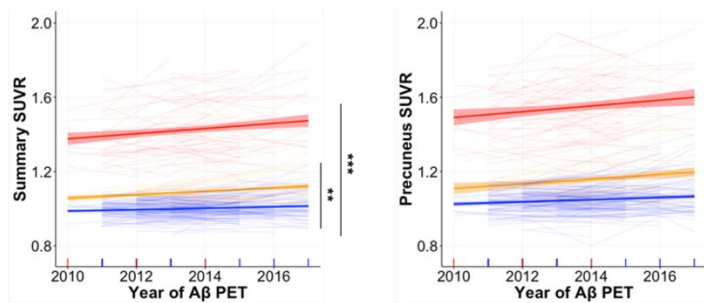 2.0
1.6
1.2
0.8
Summary SUVR
2010 2012 2014 2016
Year of Aβ PET
**
***
2.0
1.6
1.2
0.8
Precuneus SUVR
2010 2012 2014 2016
Year of Aβ PET